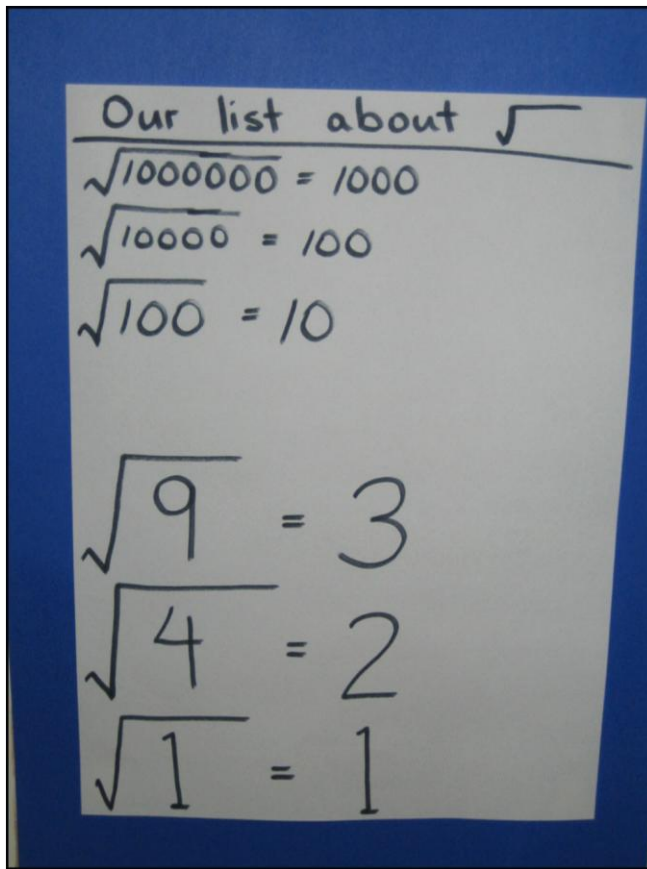 Our list about √
√1000000 = 1000
√10000 = 100
√100 = 10
√9 = 3
√4 = 2
√1 = 1